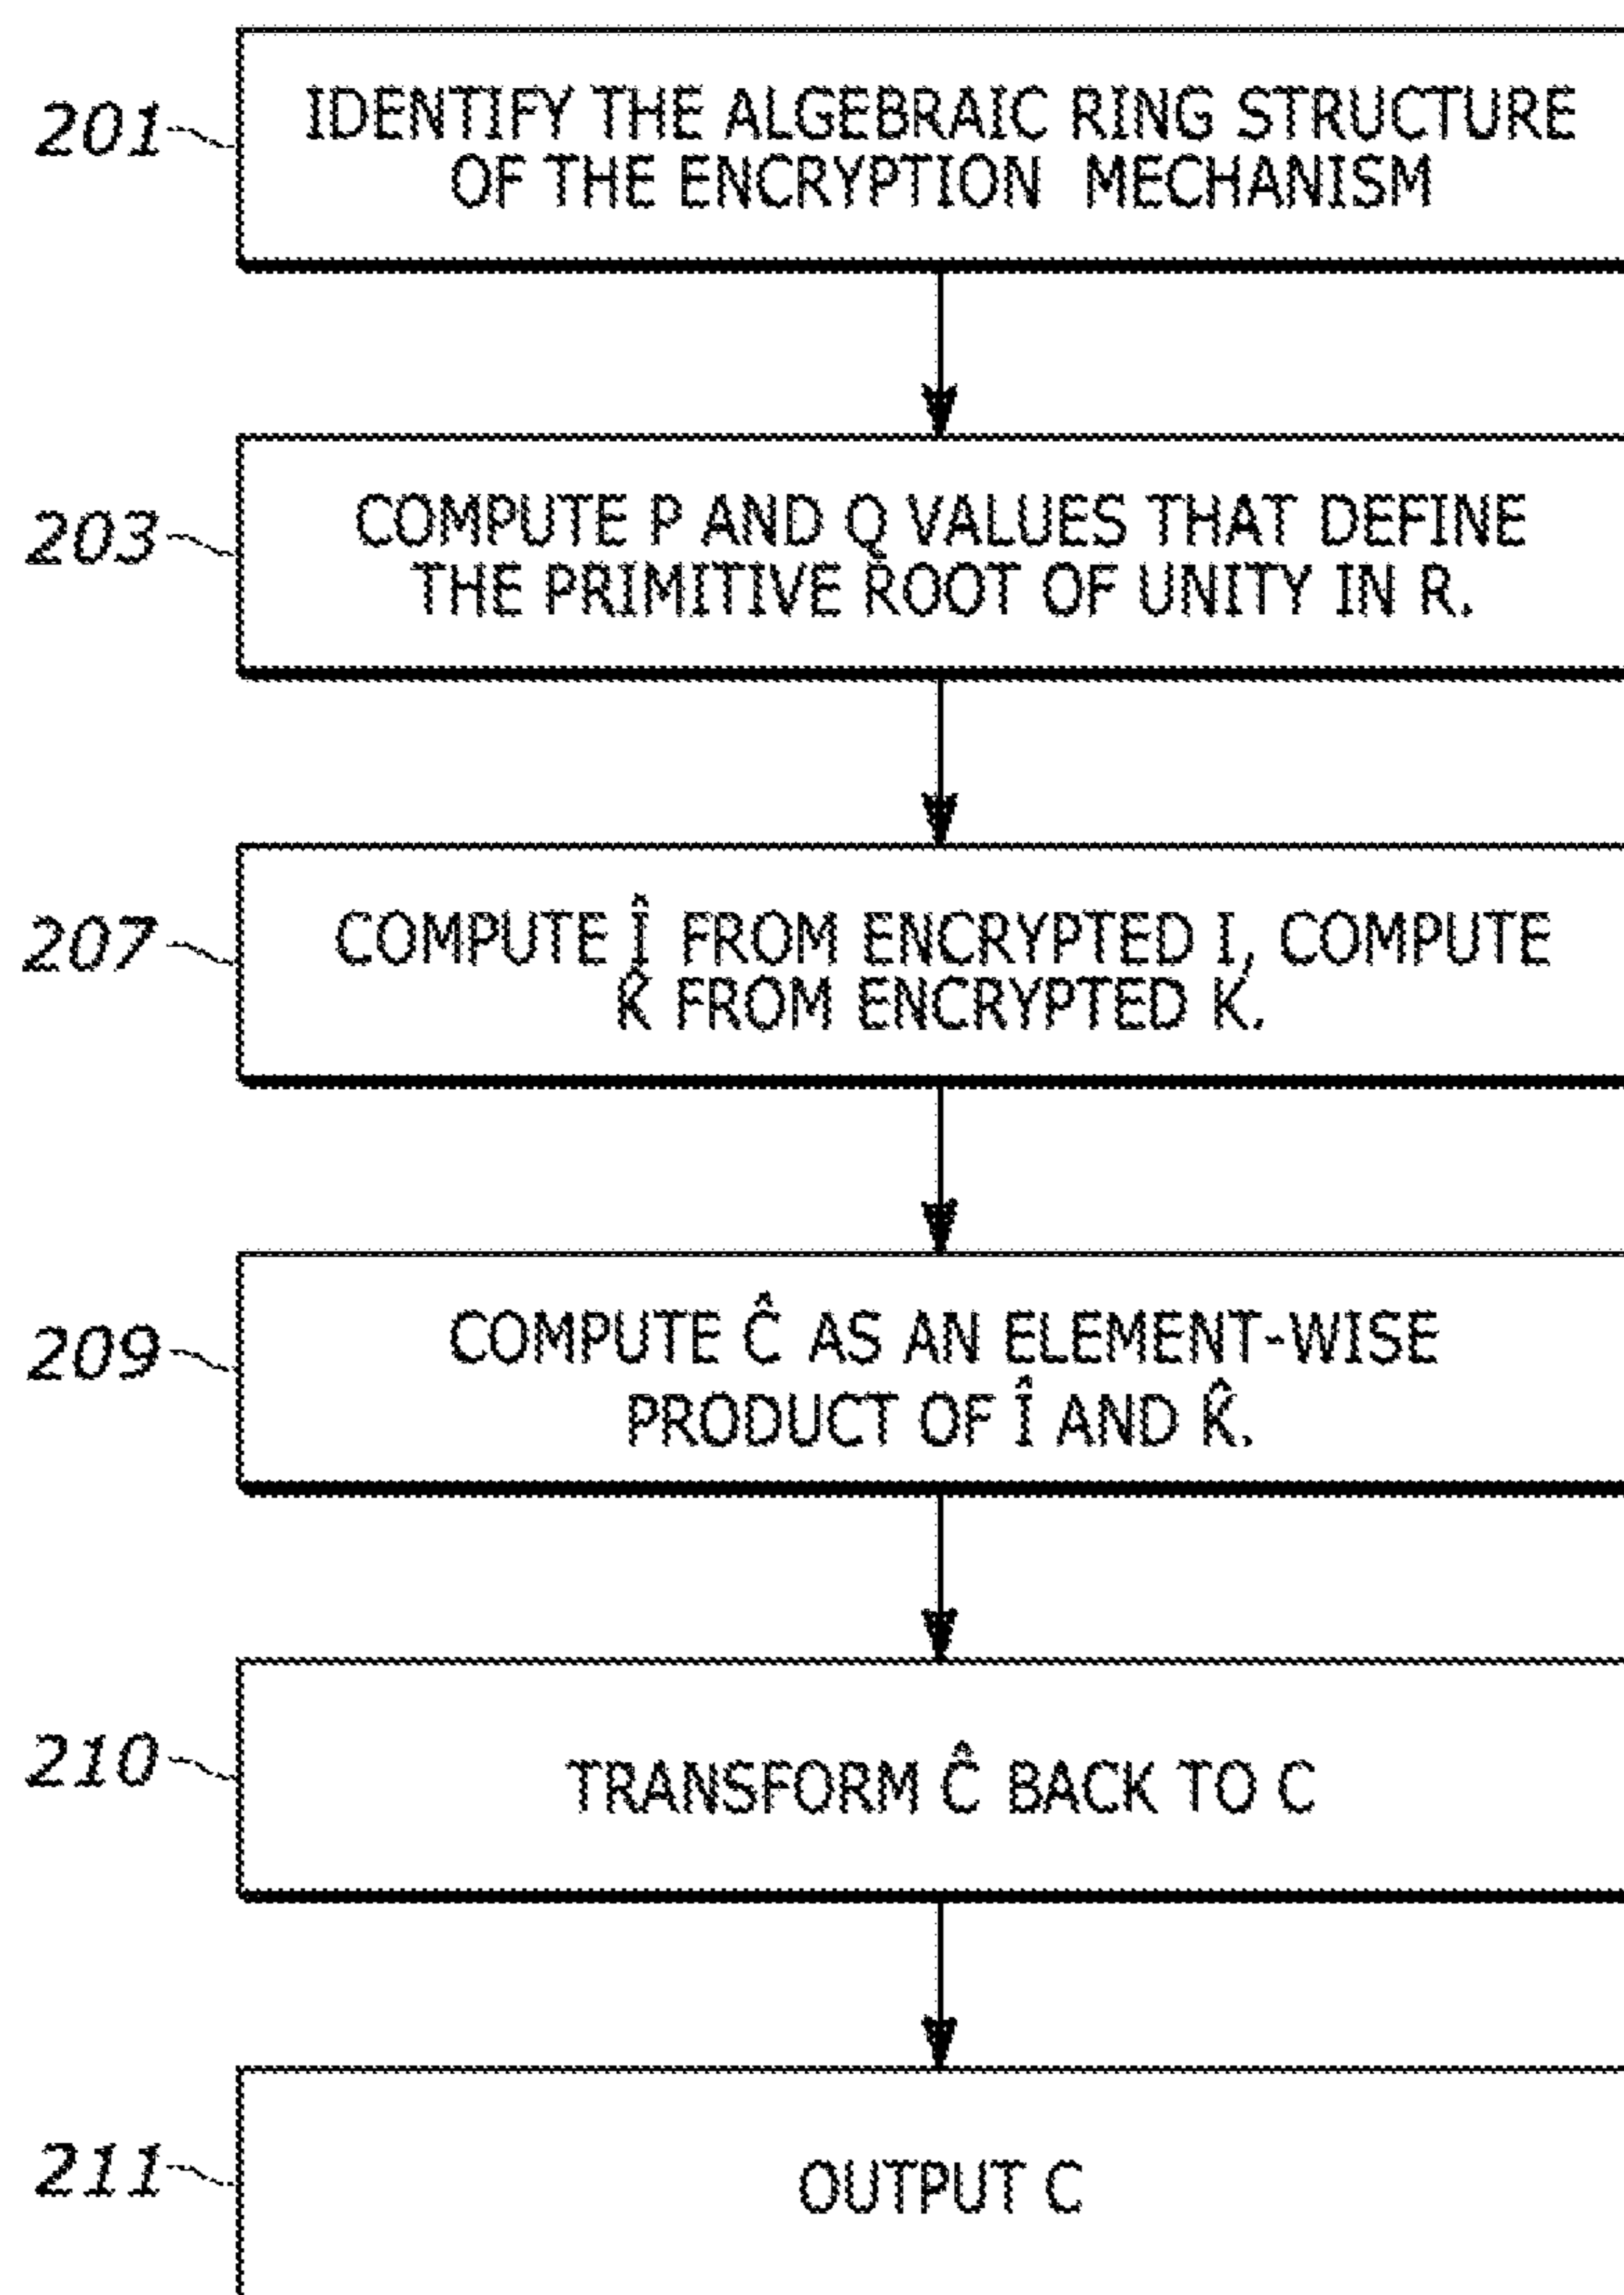 201
IDENTIFY THE ALGEBRAIC RING STRUCTURE
OF THE ENCRYPTION MECHANISM
203
COMPUTE P AND Q VALUES THAT DEFINE
THE PRIMITIVE ROOT OF UNITY IN R.
207
COMPUTE Î FROM ENCRYPTED I, COMPUTE
K̂ FROM ENCRYPTED K.
209
COMPUTE Ĉ AS AN ELEMENT-WISE
PRODUCT OF Î AND K̂.
210
TRANSFORM Ĉ BACK TO C
211
OUTPUT C